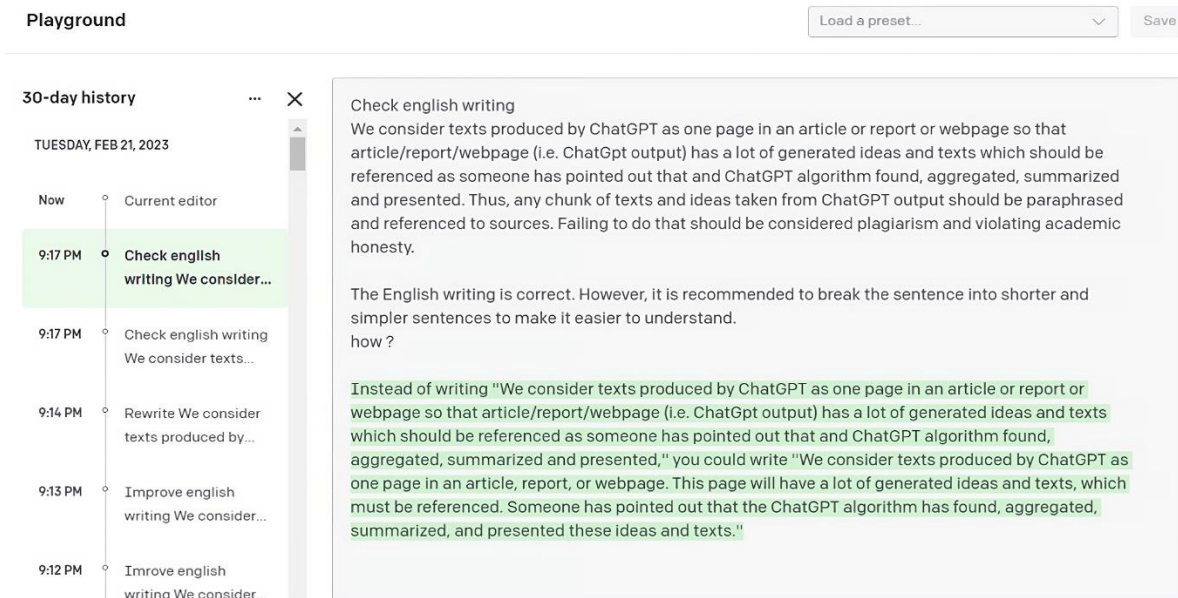 Playground
Load a preset...
Save
30-day history
...
TUESDAY, FEB 21, 2023
Now
Current editor
9:17 PM
Check english
writing We consider...
9:17 PM
Check english writing
We consider texts...
9:14 PM
Rewrite We consider
texts produced by...
9:13 PM
Improve english
writing We consider...
9:12 PM
Imrove english
writing We consider...
Check english writing
We consider texts produced by ChatGPT as one page in an article or report or webpage so that
article/report/webpage (i.e. ChatGpt output) has a lot of generated ideas and texts which should be
referenced as someone has pointed out that and ChatGPT algorithm found, aggregated, summarized
and presented. Thus, any chunk of texts and ideas taken from ChatGPT output should be paraphrased
and referenced to sources. Failing to do that should be considered plagiarism and violating academic
honesty.
The English writing is correct. However, it is recommended to break the sentence into shorter and
simpler sentences to make it easier to understand.
how ?
Instead of writing "We consider texts produced by ChatGPT as one page in an article or report or
webpage so that article/report/webpage (i.e. ChatGpt output) has a lot of generated ideas and texts
which should be referenced as someone has pointed out that and ChatGPT algorithm found,
aggregated, summarized and presented," you could write "We consider texts produced by ChatGPT as
one page in an article, report, or webpage. This page will have a lot of generated ideas and texts, which
must be referenced. Someone has pointed out that the ChatGPT algorithm has found, aggregated,
summarized, and presented these ideas and texts."